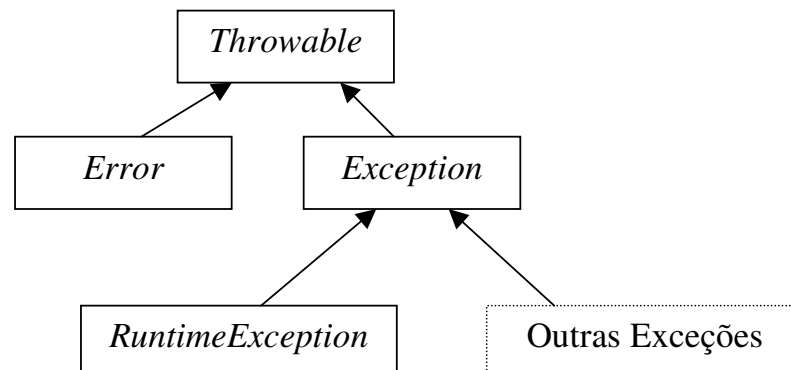 Throwable
Error
Exception
RuntimeException
Outras Exceções